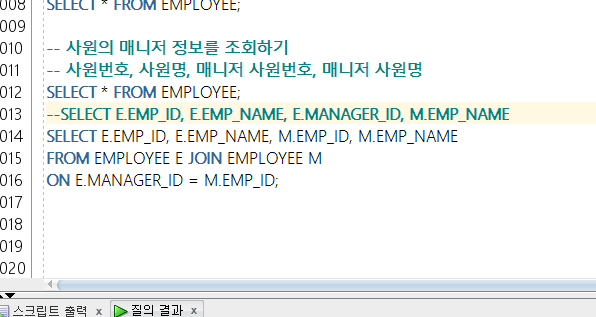 008 SELECT * FROM EMPLOYEE;
009
010 -- 사원의 매니저 정보를 조회하기
011 -- 사원번호, 사원명, 매니저 사원번호, 매니저 사원명
012 SELECT * FROM EMPLOYEE;
013 --SELECT E.EMP_ID, E.EMP_NAME, E.MANAGER_ID, M.EMP_NAME
014 SELECT E.EMP_ID, E.EMP_NAME, M.EMP_ID, M.EMP_NAME
015 FROM EMPLOYEE E JOIN EMPLOYEE M
016 ON E.MANAGER_ID = M.EMP_ID;
017
018
019
020
스크립트 출력 x 질의 결과 x